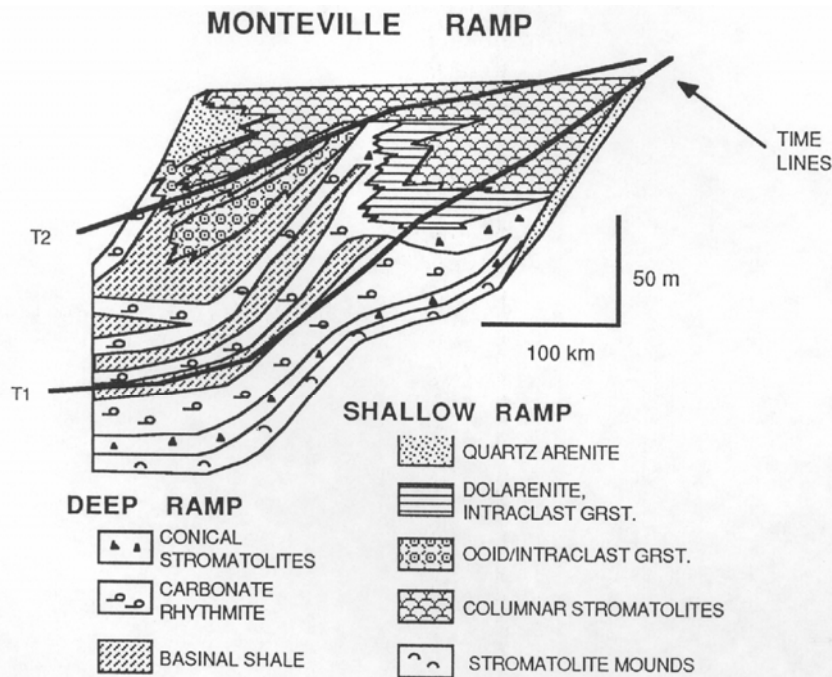 MONTEVILLE RAMP
TIME
LINES
T2
50 m
100 km
T1
SHALLOW RAMP
QUARTZ ARENITE
DOLARENITE,
INTRACLAST GRST.
OOID/INTRACLAST GRST.
COLUMNAR STROMATOLITES
STROMATOLITE MOUNDS
DEEP RAMP
CONICAL
STROMATOLITES
CARBONATE
RHYTHMITE
BASINAL SHALE